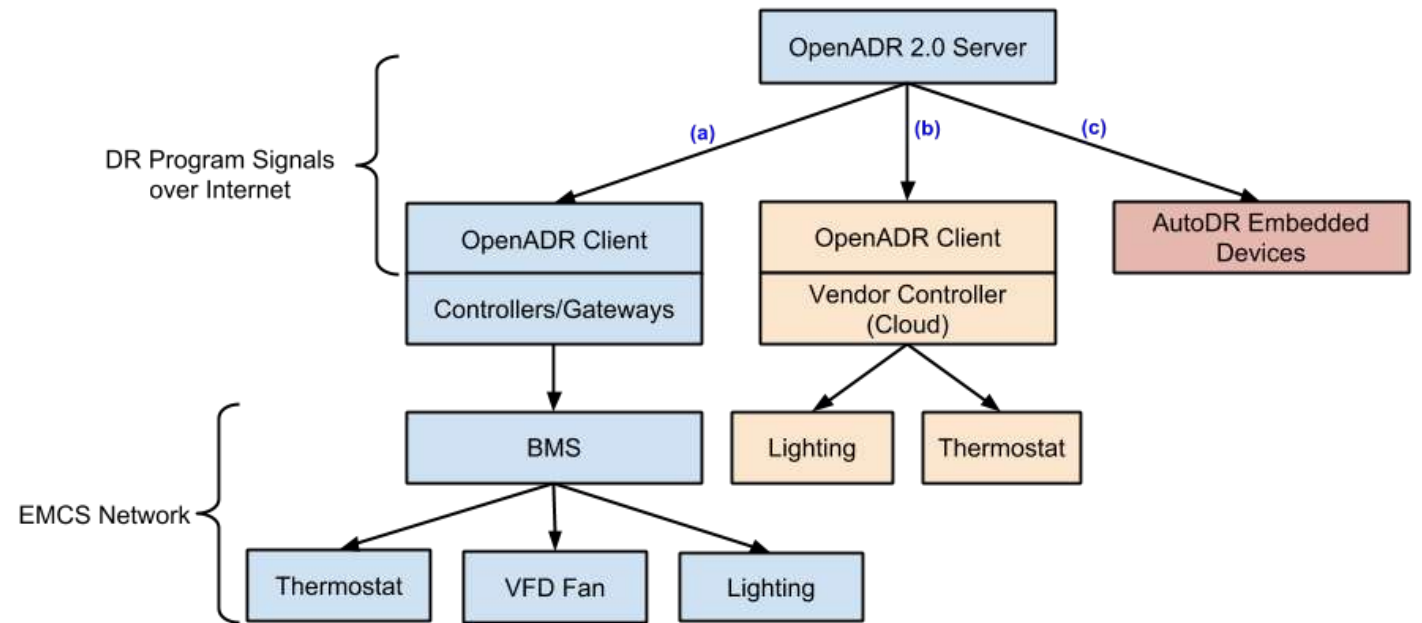 OpenADR 2.0 Server
(a)
(b)
(c)
DR Program Signals
over Internet
OpenADR Client
OpenADR Client
AutoDR Embedded
Devices
Controllers/Gateways
Vendor Controller
(Cloud)
BMS
Lighting
Thermostat
EMCS Network
Thermostat
VFD Fan
Lighting